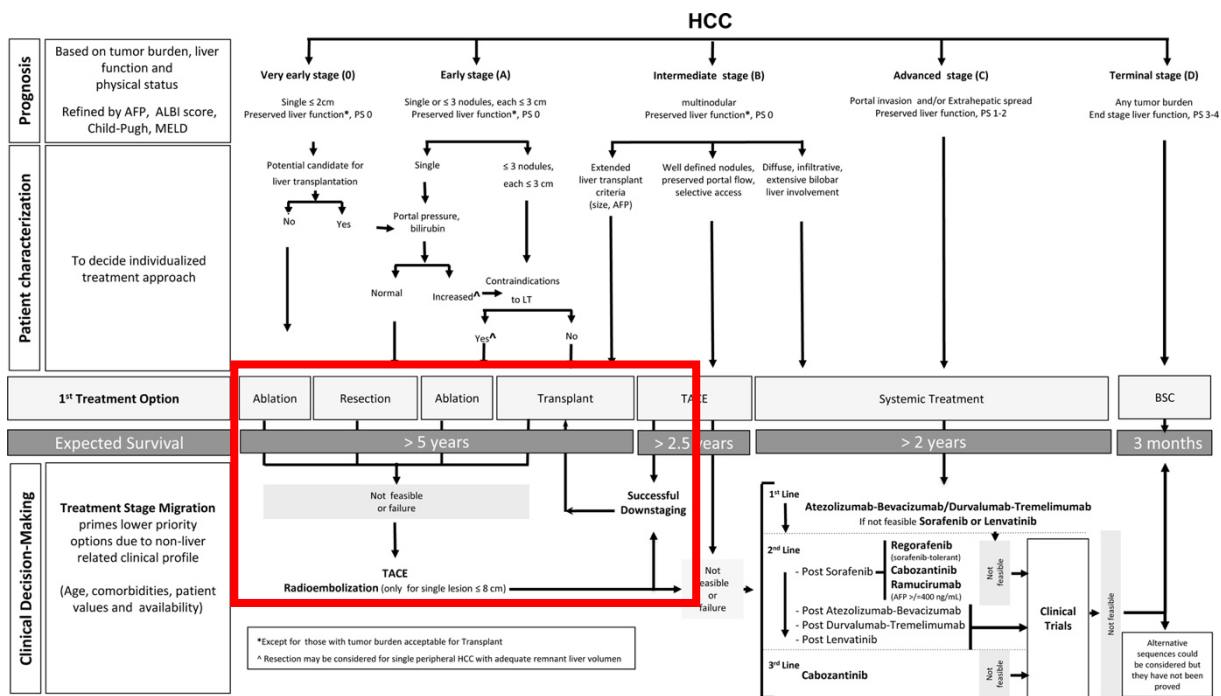 HCC
Prognosis
Based on tumor burden, liver
function and
physical status
Refined by AFP, ALBI score,
Child-Pugh, MELD
Very early stage (0)
Single ≤ 2cm
Preserved liver function*, PS 0
Early stage (A)
Single or ≤ 3 nodules, each ≤ 3 cm
Preserved liver function*, PS 0
Intermediate stage (B)
multinodular
Preserved liver function*, PS 0
Advanced stage (C)
Portal invasion and/or Extrahepatic spread
Preserved liver function, PS 1-2
Terminal stage (D)
Any tumor burden
End stage liver function, PS 3-4
Patient characterization
To decide individualized
treatment approach
Potential candidate for
liver transplantation
No
Yes
Single
Portal pressure,
bilirubin
Normal
Increased^
≤ 3 nodules,
each ≤ 3 cm
Contraindications
to LT
Yes^
No
Extended
liver transplant
criteria
(size, AFP)
Well defined nodules,
preserved portal flow,
selective access
Diffuse, infiltrative,
extensive bilobar
liver involvement
1st Treatment Option
Ablation
Resection
Ablation
Transplant
TACE
Systemic Treatment
BSC
Expected Survival
> 5 years
> 2.5 years
> 2 years
3 months
Clinical Decision-Making
Treatment Stage Migration
primes lower priority
options due to non-liver
related clinical profile
(Age, comorbidities, patient
values and availability)
Not feasible
or failure
TACE
Radioembolization (only for single lesion ≤ 8 cm)
Successful
Downstaging
Not
feasible
or
failure
*Except for those with tumor burden acceptable for Transplant
^ Resection may be considered for single peripheral HCC with adequate remnant liver volumen
1st Line
Atezolizumab-Bevacizumab/Durvalumab-Tremelimumab
If not feasible Sorafenib or Lenvatinib
2nd Line
- Post Sorafenib
Regorafenib
(sorafenib-tolerant)
Cabozantinib
Ramucirumab
(AFP >/=400 ng/mL)
- Post Atezolizumab-Bevacizumab
- Post Durvalumab-Tremelimumab
- Post Lenvatinib
3rd Line
Cabozantinib
Not
feasible
Not
feasible
Clinical
Trials
Not feasible
Alternative
sequences could
be considered but
they have not been
proved